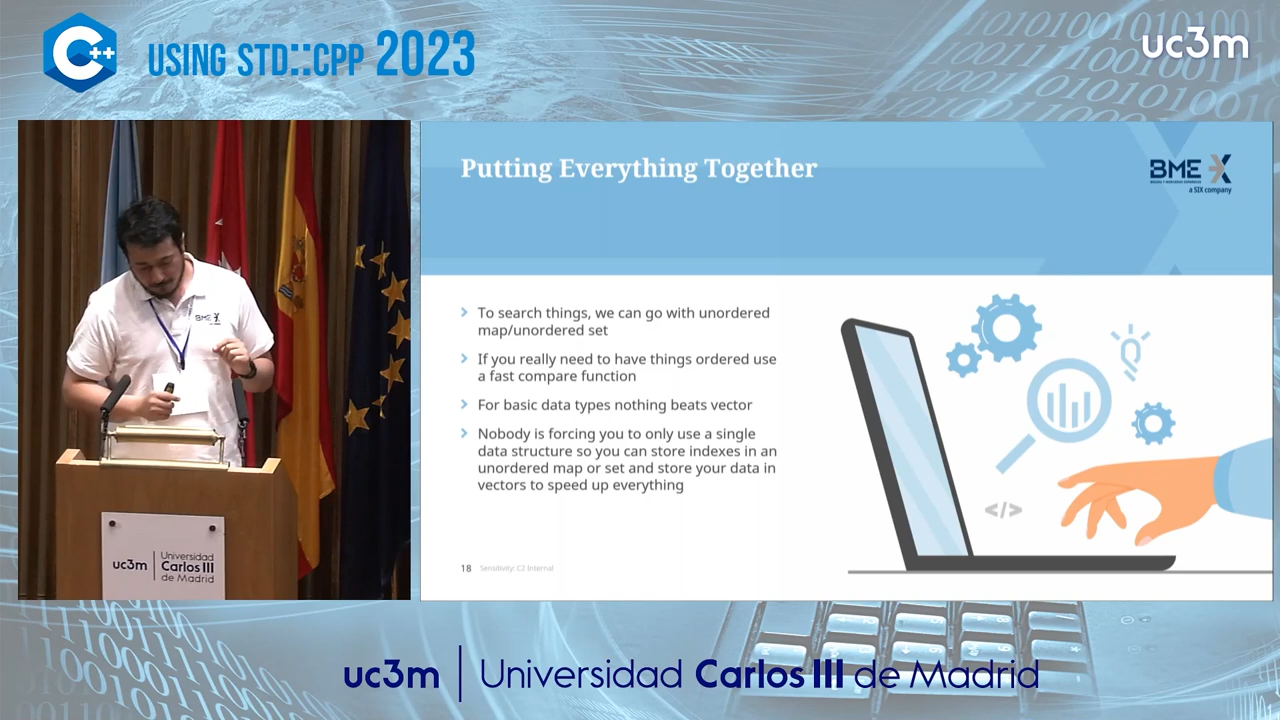 C++
USING STD::CPP 2023
uc3m
Putting Everything Together
BME X
a SIX company
To search things, we can go with unordered
map/unordered set
If you really need to have things ordered use
a fast compare function
For basic data types nothing beats vector
Nobody is forcing you to only use a single
data structure so you can store indexes in an
unordered map or set and store your data in
vectors to speed up everything
</>
18 Sensitivity: C2 Internal
BME
uc3m
Universidad
Carlos III
de Madrid
uc3m Universidad Carlos III de Madrid